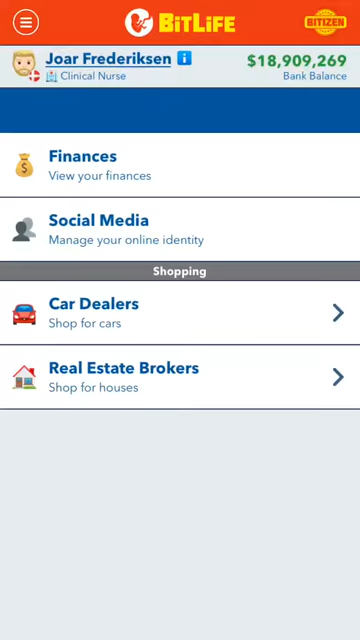 BitLife
BITIZEN
Joar Frederiksen
$18,909,269
Clinical Nurse
Bank Balance
Finances
View your finances
Social Media
Manage your online identity
Shopping
Car Dealers
Shop for cars
Real Estate Brokers
Shop for houses